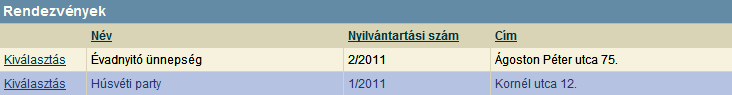 Rendezvények
Név Nyilvántartási szám Cím
Kiválasztás Évadnyitó ünnepség 2/2011 Ágoston Péter utca 75.
Kiválasztás Húsvéti party 1/2011 Kornél utca 12.